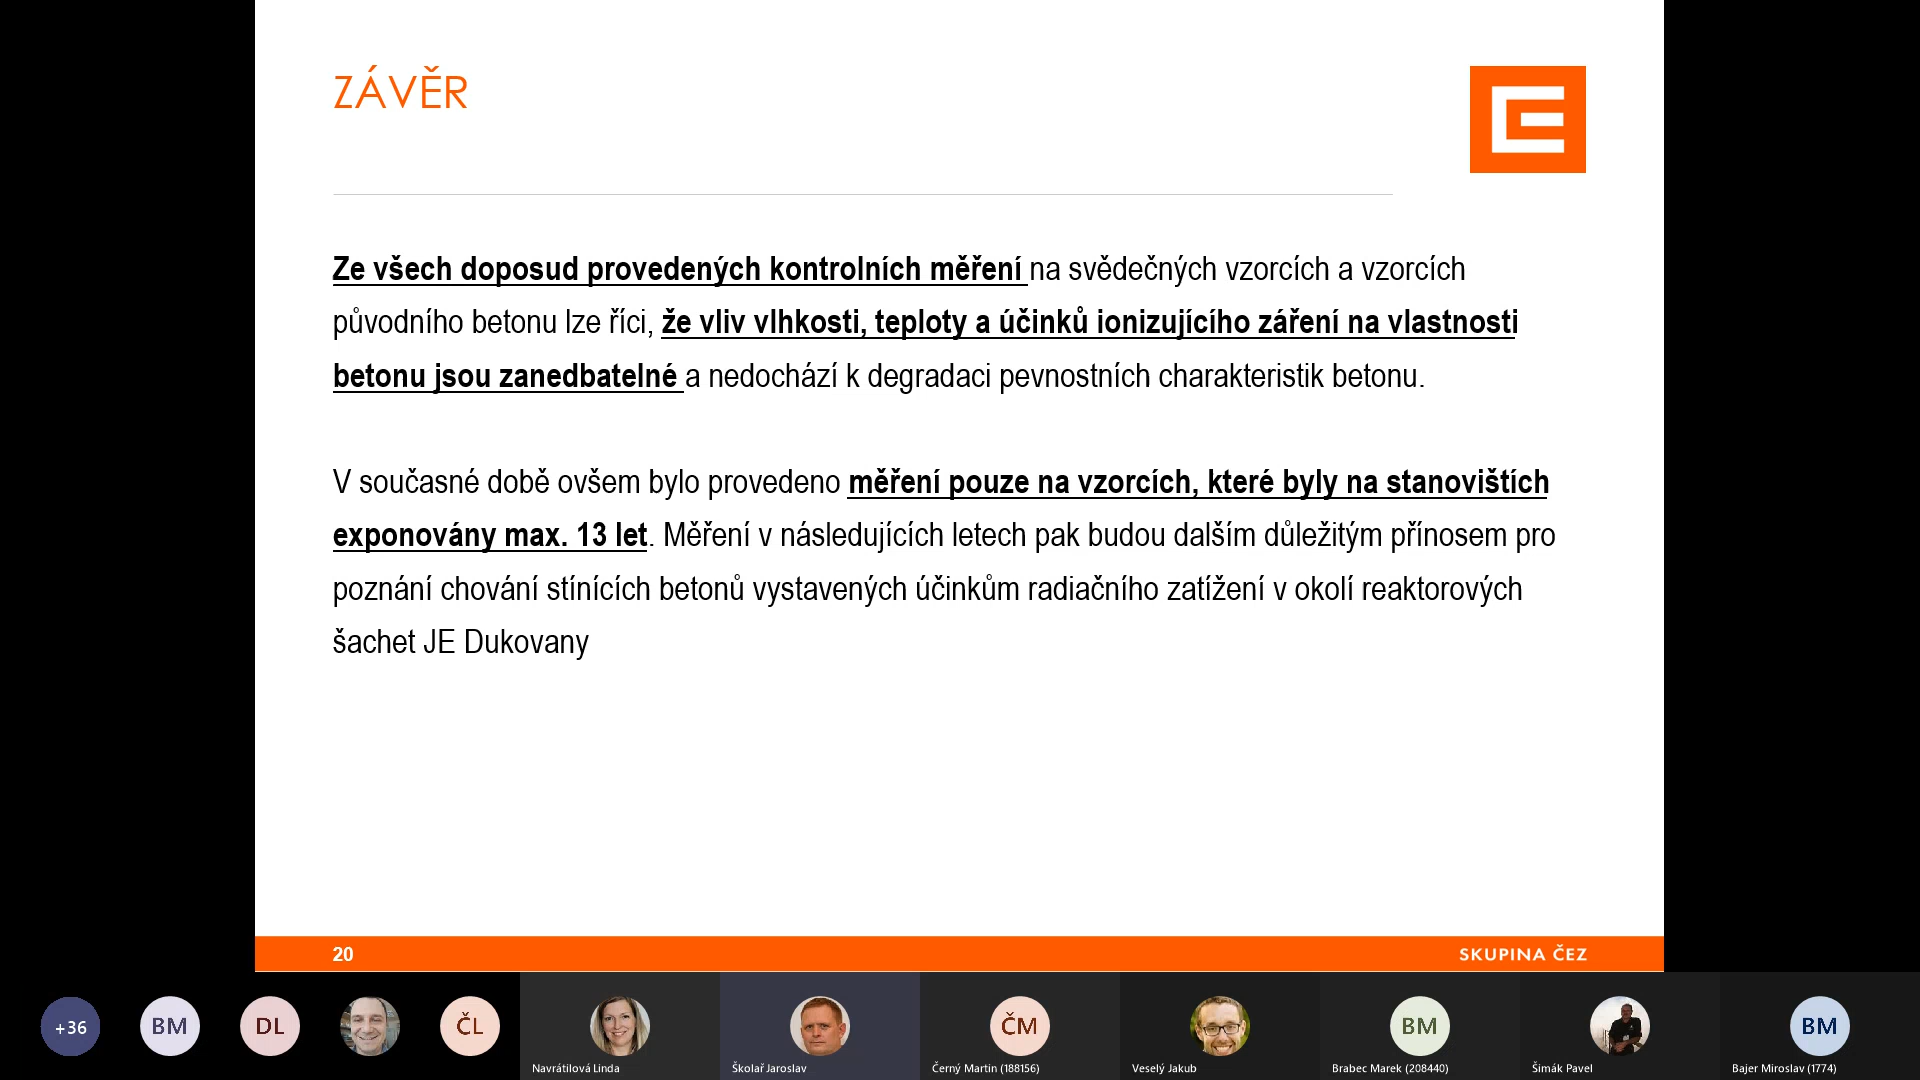 ZÁVĚR
Ze všech doposud provedených kontrolních měření na svědečných vzorcích a vzorcích
původního betonu lze říci, že vliv vlhkosti, teploty a účinků ionizujícího záření na vlastnosti
betonu jsou zanedbatelné a nedochází k degradaci pevnostních charakteristik betonu.
V současné době ovšem bylo provedeno měření pouze na vzorcích, které byly na stanovištích
exponovány max. 13 let. Měření v následujících letech pak budou dalším důležitým přínosem pro
poznání chování stínících betonů vystavených účinkům radiačního zatížení v okolí reaktorových
šachet JE Dukovany
20
SKUPINA ČEZ
+36
BM
DL
ČL
ČM
BM
BM
Navrátilová Linda
Školař Jaroslav
Černý Martin (188156)
Veselý Jakub
Brabec Marek (208440)
Šimák Pavel
Bajer Miroslav (1774)